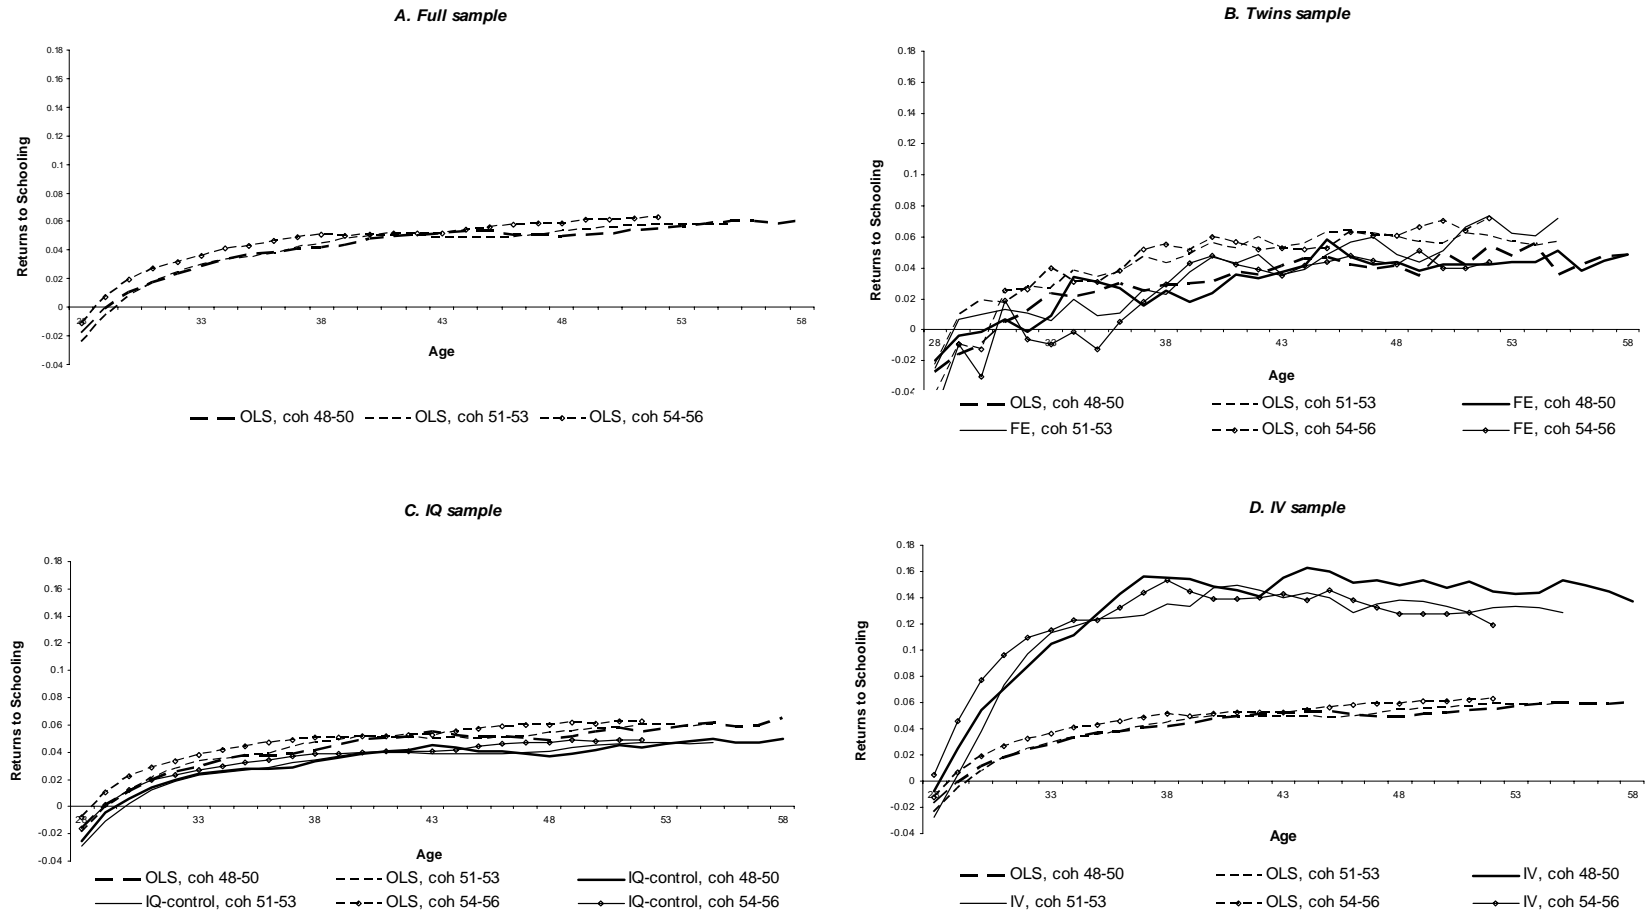 A. Full sample
0.18
0.16
0.14
0.12
0.1
0.08
0.06
0.04
0.02
0
-0.02
-0.04
Returns to Schooling
28 33 38 43 48 53 58
Age
OLS, coh 48-50 OLS, coh 51-53 OLS, coh 54-56
B. Twins sample
0.18
0.16
0.14
0.12
0.1
0.08
0.06
0.04
0.02
0
-0.02
-0.04
Returns to Schooling
28 33 38 43 48 53 58
Age
OLS, coh 48-50 OLS, coh 51-53 FE, coh 48-50
FE, coh 51-53 OLS, coh 54-56 FE, coh 54-56
C. IQ sample
0.18
0.16
0.14
0.12
0.1
0.08
0.06
0.04
0.02
0
-0.02
-0.04
Returns to Schooling
28 33 38 43 48 53 58
Age
OLS, coh 48-50 OLS, coh 51-53 IQ-control, coh 48-50
IQ-control, coh 51-53 OLS, coh 54-56 IQ-control, coh 54-56
D. IV sample
0.18
0.16
0.14
0.12
0.1
0.08
0.06
0.04
0.02
0
-0.02
-0.04
Returns to Schooling
28 33 38 43 48 53 58
Age
OLS, coh 48-50 OLS, coh 51-53 IV, coh 48-50
IV, coh 51-53 OLS, coh 54-56 IV, coh 54-56